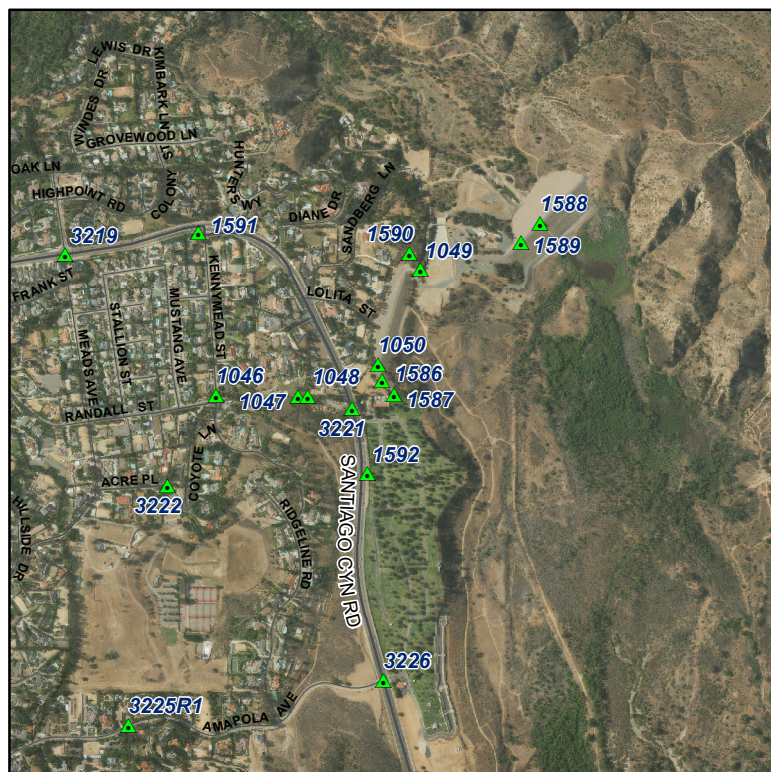 LEWIS DR
KIMBARK LN
WINDES DR
GROVEWOOD LN
OAK LN
COLONY ST
HUNTERS WY
HIGHPOINT RD
DIANE DR
SANDBERG LN
1588
1591
3219
1590
1049
1589
FRANK ST
KENNYMEAD ST
LOLITA ST
STALLION ST
MUSTANG AVE
MEADS AVE
1050
1046
1048
1586
1047
1587
RANDALL ST
3221
COYOTE LN
1592
ACRE PL
3222
SANTIAGO CYN RD
RIDGELINE RD
HILLSIDE DR
3226
3225R1
AMAPOLA AVE